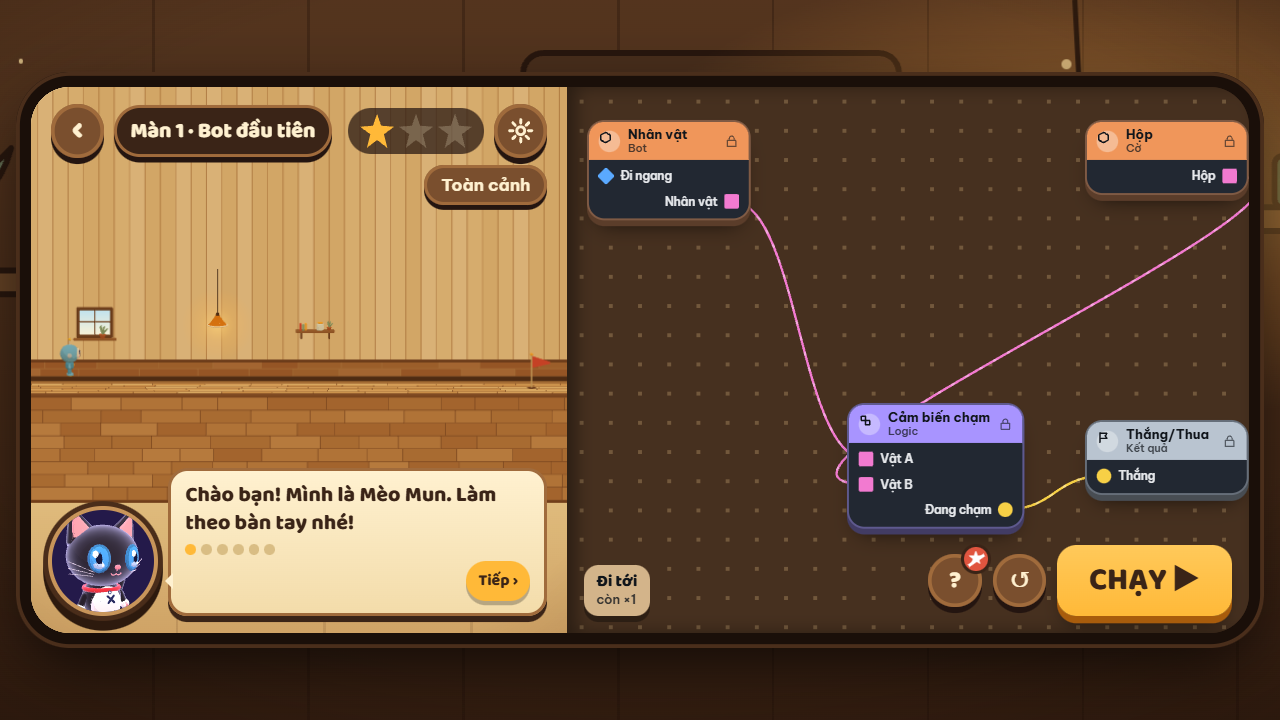 Màn 1 • Bot đầu tiên
Toàn cảnh
Chào bạn! Mình là Mèo Mun. Làm
theo bàn tay nhé!
Tiếp ›
Nhân vật
Bot
Đi ngang
Nhân vật
Hộp
Cờ
Hộp
Cảm biến chạm
Logic
Vật A
Vật B
Đang chạm
Thắng/Thua
Kết quả
Thắng
Đi tới
còn ×1
?
CHẠY